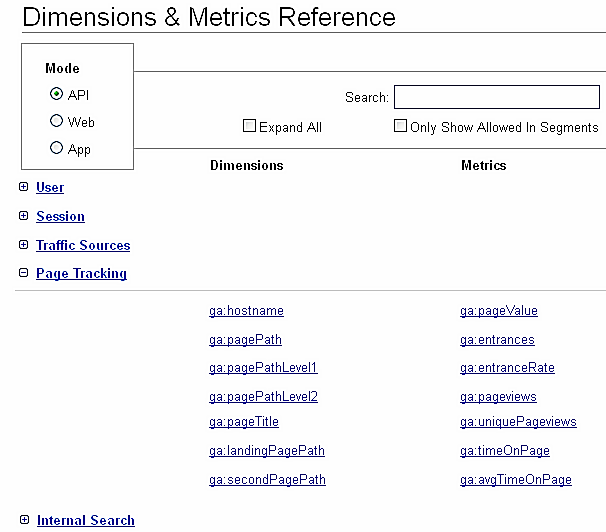 Dimensions & Metrics Reference
Mode
API
Web
App
Search:
Expand All
Only Show Allowed In Segments
Dimensions Metrics
User
Session
Traffic Sources
Page Tracking
ga:hostname ga:pageValue
ga:pagePath ga:entrances
ga:pagePathLevel1 ga:entranceRate
ga:pagePathLevel2 ga:pageviews
ga:pageTitle ga:uniquePageviews
ga:landingPagePath ga:timeOnPage
ga:secondPagePath ga:avgTimeOnPage
Internal Search